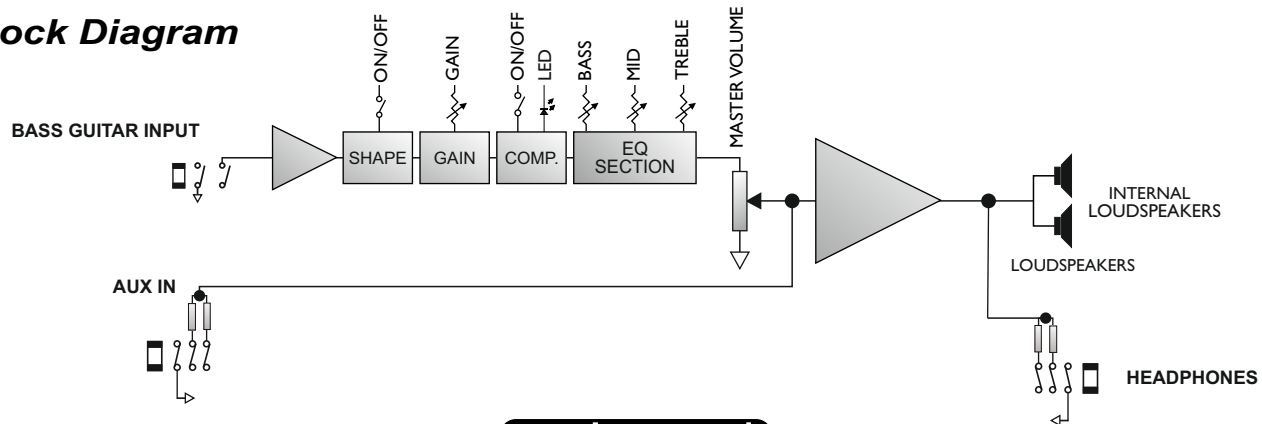 ock Diagram
ON/OFF
GAIN
ON/OFF
LED
BASS
MID
TREBLE
MASTER VOLUME
BASS GUITAR INPUT
SHAPE
GAIN
COMP.
EQ
SECTION
INTERNAL
LOUDSPEAKERS
LOUDSPEAKERS
AUX IN
HEADPHONES